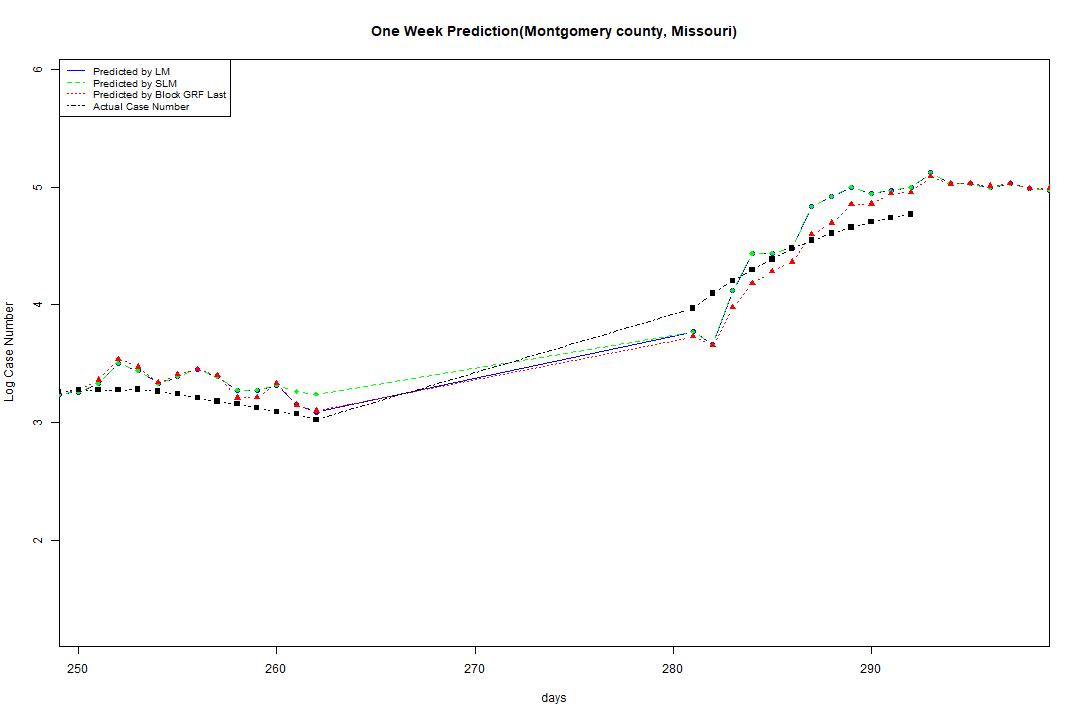 One Week Prediction(Montgomery county, Missouri)
Predicted by LM
Predicted by SLM
Predicted by Block GRF Last
Actual Case Number
6
5
4
3
2
Log Case Number
250 260 270 280 290
days